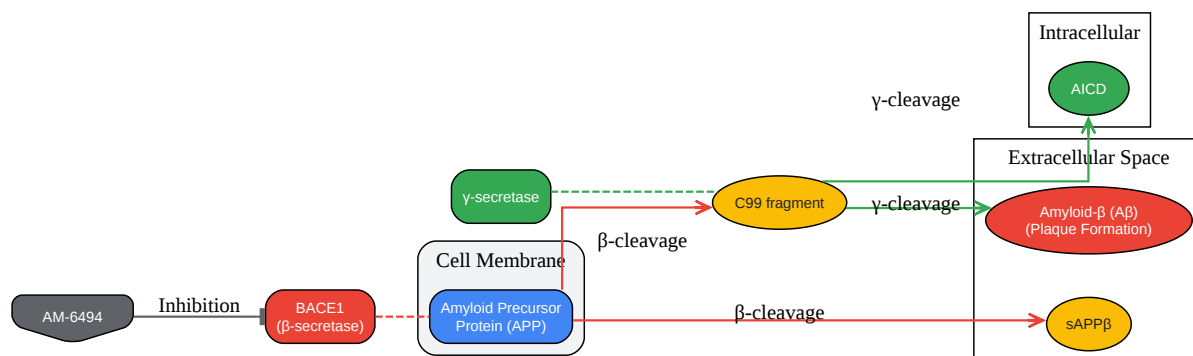 Intracellular
AICD
γ-cleavage
Extracellular Space
γ-secretase
C99 fragment
γ-cleavage
Amyloid-β (Aβ)
(Plaque Formation)
β-cleavage
Cell Membrane
AM-6494
Inhibition
BACE1
(β-secretase)
Amyloid Precursor
Protein (APP)
β-cleavage
sAPPβ